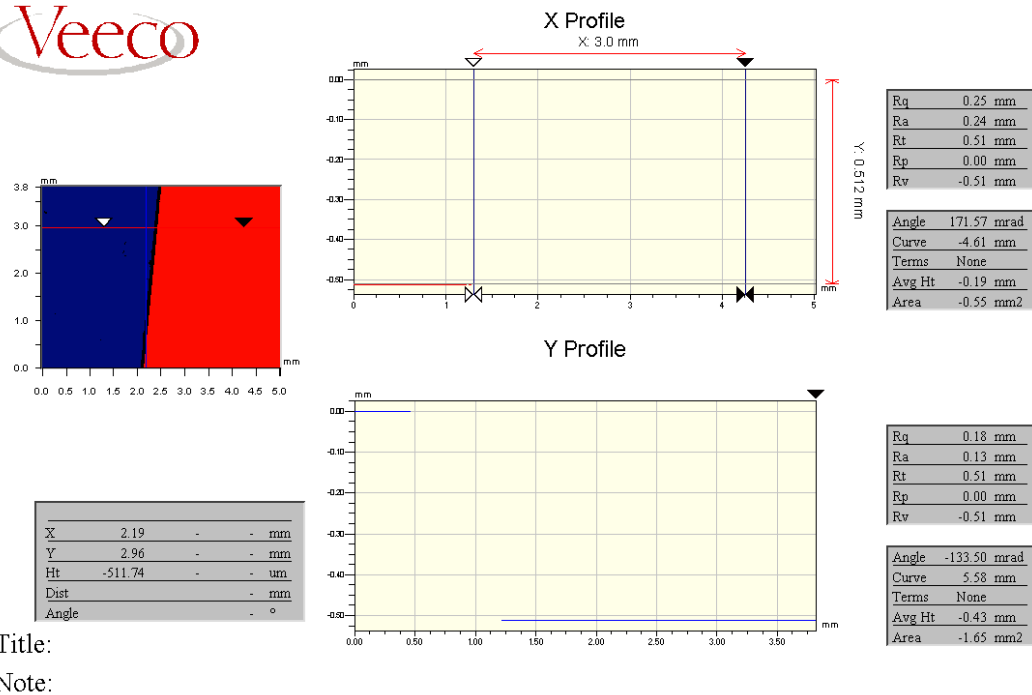 Veeco
X Profile
X: 3.0 mm
mm
0.00
-0.10
-0.20
-0.30
-0.40
-0.50
0 1 2 3 4 5
mm
Y: 0.512 mm
Rq 0.25 mm
Ra 0.24 mm
Rt 0.51 mm
Rp 0.00 mm
Rv -0.51 mm
Angle 171.57 mrad
Curve -4.61 mm
Terms None
Avg Ht -0.19 mm
Area -0.55 mm2
mm
3.8
3.0
2.0
1.0
0.0
mm
0.0 0.5 1.0 1.5 2.0 2.5 3.0 3.5 4.0 4.5 5.0
Y Profile
mm
0.00
-0.10
-0.20
-0.30
-0.40
-0.50
mm
0.00 0.50 1.00 1.50 2.00 2.50 3.00 3.50
Rq 0.18 mm
Ra 0.13 mm
Rt 0.51 mm
Rp 0.00 mm
Rv -0.51 mm
Angle -133.50 mrad
Curve 5.58 mm
Terms None
Avg Ht -0.43 mm
Area -1.65 mm2
X 2.19 - - mm
Y 2.96 - - mm
Ht -511.74 - - um
Dist - mm
Angle - °
Title:
Note: